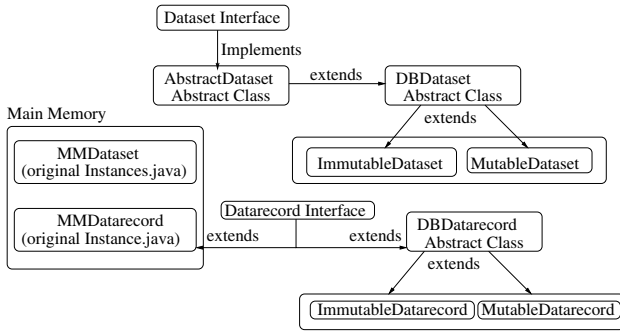 Dataset Interface
Implements
AbstractDataset
Abstract Class
extends
DBDataset
Abstract Class
extends
ImmutableDataset
MutableDataset
Main Memory
MMDataset
(original Instances.java)
MMDatarecord
(original Instance.java)
Datarecord Interface
extends
extends
DBDatarecord
Abstract Class
extends
ImmutableDatarecord
MutableDatarecord